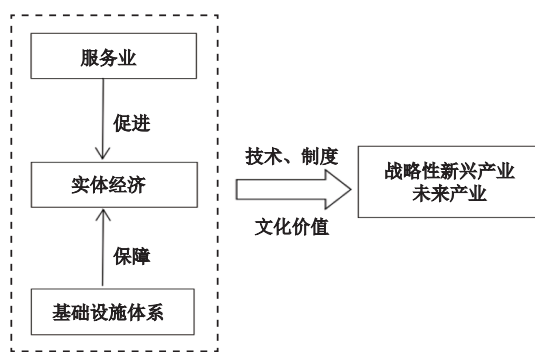 服务业
促进
实体经济
保障
基础设施体系
技术、制度
文化价值
战略性新兴产业
未来产业